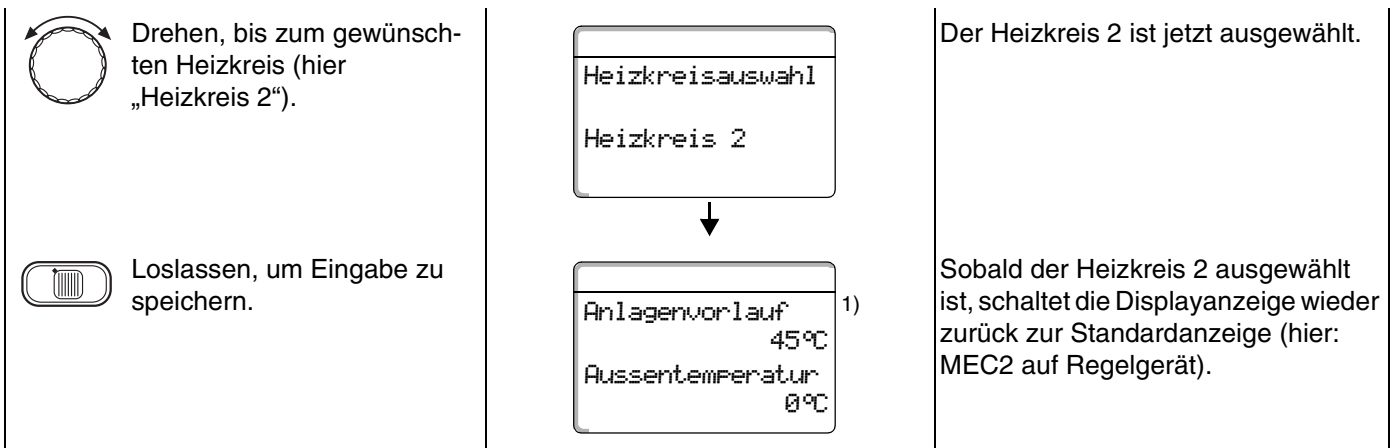 Drehen, bis zum gewünsch-
ten Heizkreis (hier
„Heizkreis 2“).
Heizkreisauswahl
Heizkreis 2
Der Heizkreis 2 ist jetzt ausgewählt.
Loslassen, um Eingabe zu
speichern.
Anlagenvorlauf 1)
45°C
Aussentemperatur
0°C
Sobald der Heizkreis 2 ausgewählt
ist, schaltet die Displayanzeige wieder
zurück zur Standardanzeige (hier:
MEC2 auf Regelgerät).